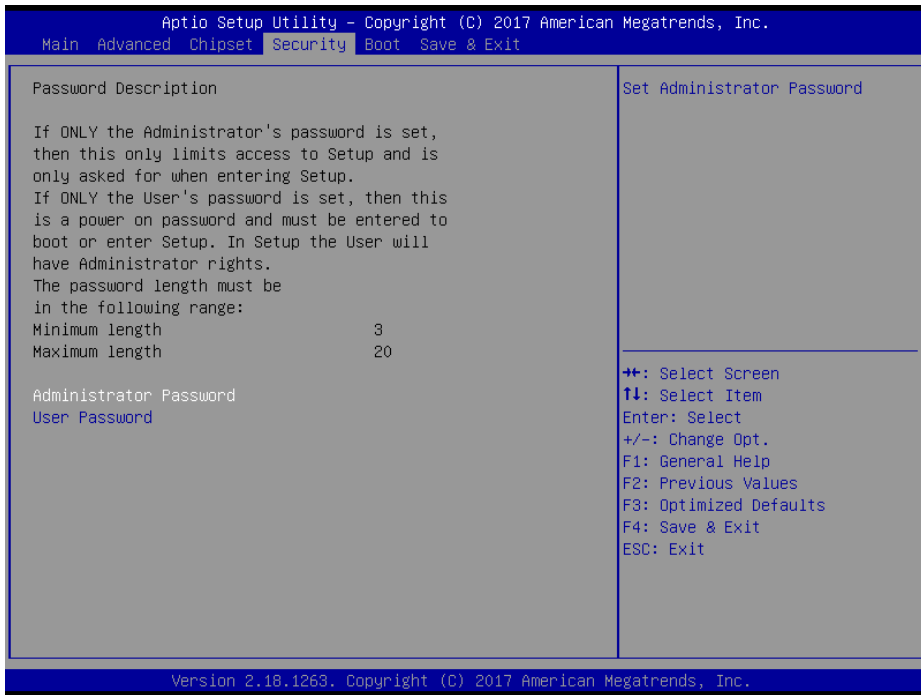 Aptio Setup Utility – Copyright (C) 2017 American Megatrends, Inc.
Main Advanced Chipset Security Boot Save & Exit
Password Description
If ONLY the Administrator's password is set,
then this only limits access to Setup and is
only asked for when entering Setup.
If ONLY the User's password is set, then this
is a power on password and must be entered to
boot or enter Setup. In Setup the User will
have Administrator rights.
The password length must be
in the following range:
Minimum length 3
Maximum length 20
Administrator Password
User Password
Set Administrator Password
→←: Select Screen
↑↓: Select Item
Enter: Select
+/-: Change Opt.
F1: General Help
F2: Previous Values
F3: Optimized Defaults
F4: Save & Exit
ESC: Exit
Version 2.18.1263. Copyright (C) 2017 American Megatrends, Inc.